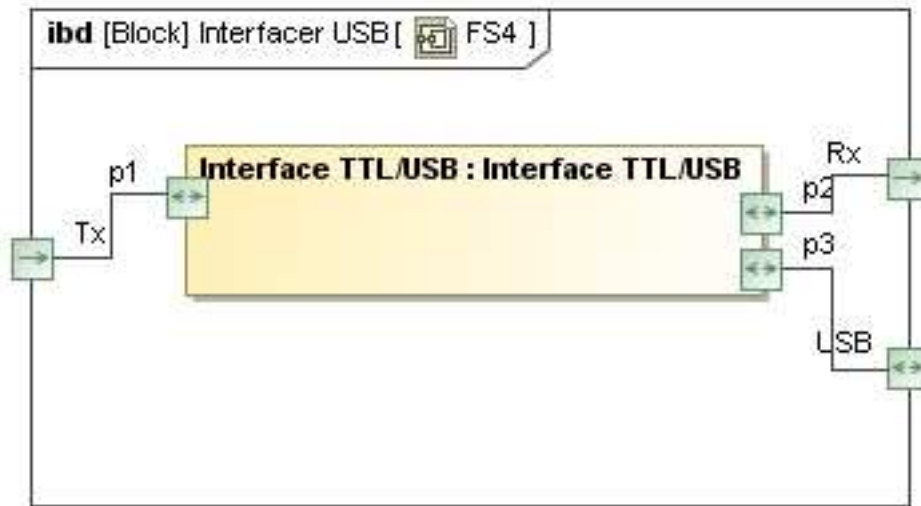 ibd [Block] Interfacer USB [ FS4 ]
Interface TTL/USB : Interface TTL/USB
p1
Tx
Rx
p2
p3
USB